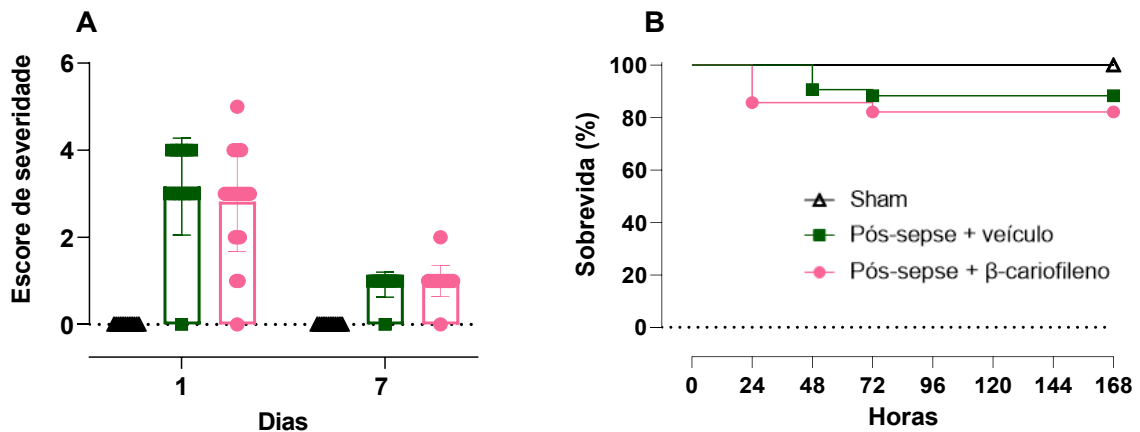 A
Escore de severidade
6
4
2
0
1
7
Dias
B
Sobrevida (%)
100
80
60
40
20
0
Sham
Pós-sepse + veículo
Pós-sepse + β-cariofileno
0 24 48 72 96 120 144 168
Horas